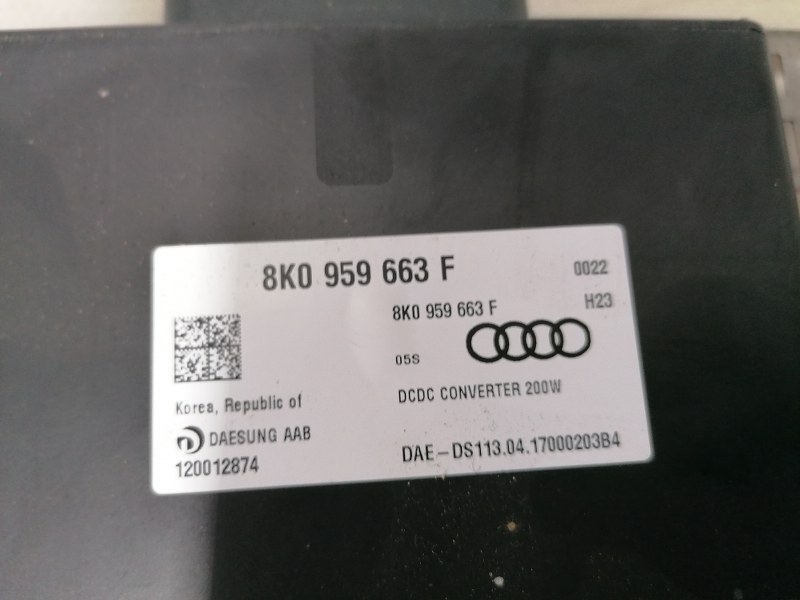 8K0 959 663 F 0022
8K0 959 663 F H23
05S
DCDC CONVERTER 200W
Korea, Republic of
DAESUNG AAB
120012874
DAE-DS113.04.17000203B4